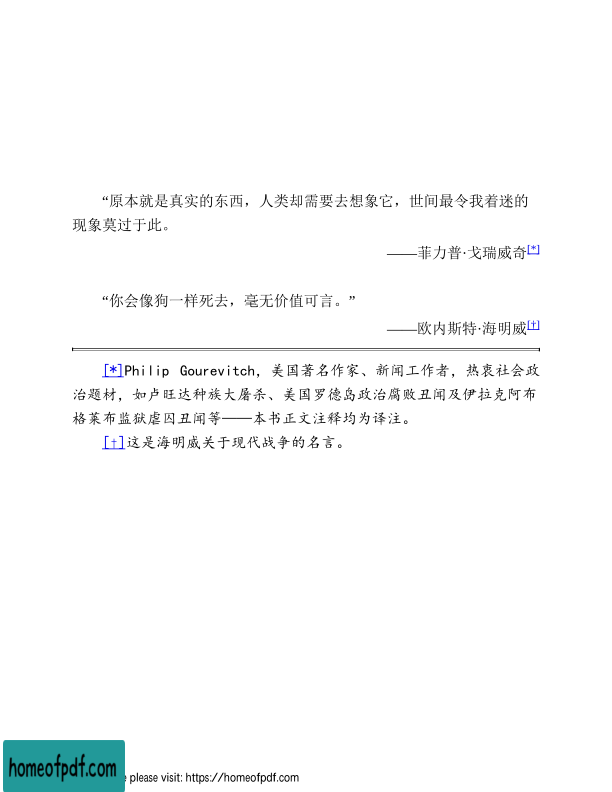 “原本就是真实的东西，人类却需要去想象它，世间最令我着迷的
现象莫过于此。
——菲力普·戈瑞威奇[*]
“你会像狗一样死去，毫无价值可言。”
——欧内斯特·海明威[†]
[*]Philip Gourevitch，美国著名作家、新闻工作者，热衷社会政
治题材，如卢旺达种族大屠杀、美国罗德岛政治腐败丑闻及伊拉克阿布
格莱布监狱虐囚丑闻等——本书正文注释均为译注。
[†]这是海明威关于现代战争的名言。
homeofpdf.com
e please visit: https://homeofpdf.com